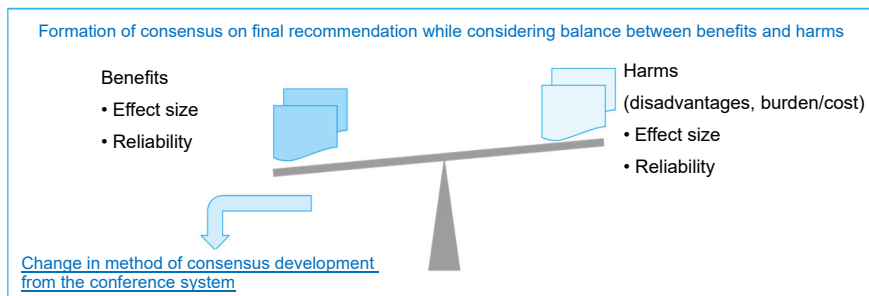 Formation of consensus on final recommendation while considering balance between benefits and harms
Benefits
• Effect size
• Reliability
Harms
(disadvantages, burden/cost)
• Effect size
• Reliability
Change in method of consensus development
from the conference system